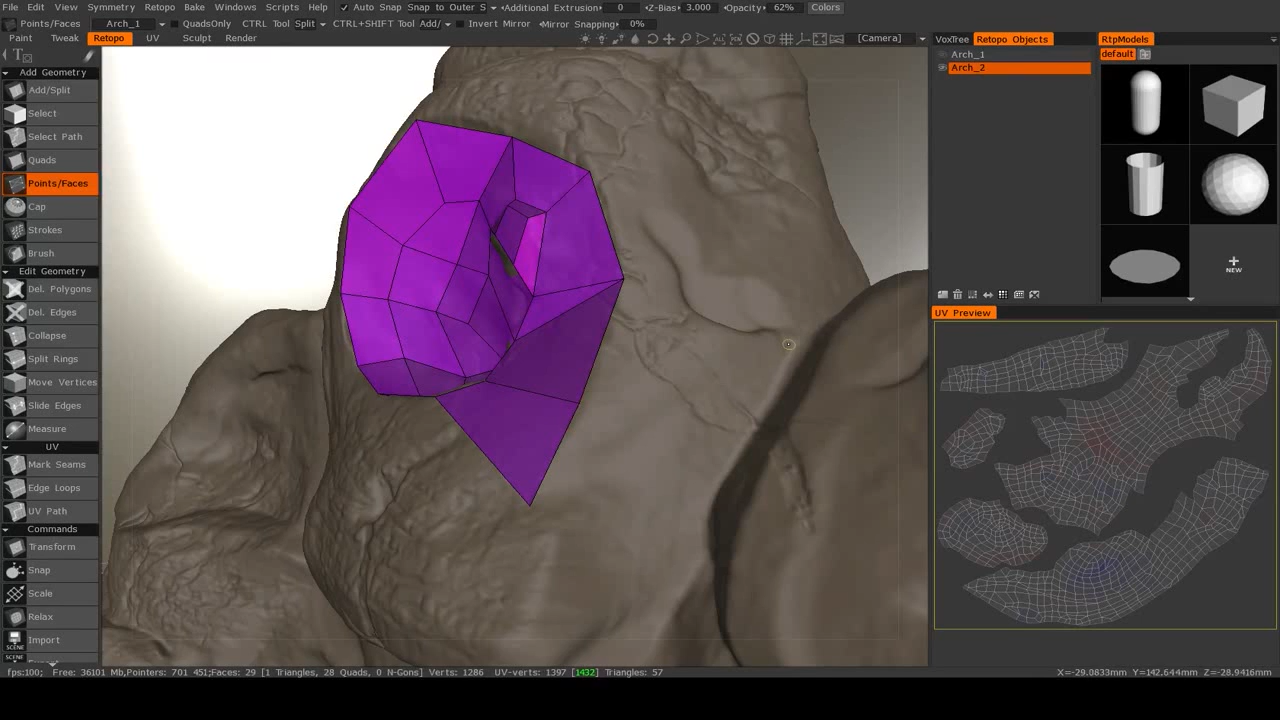 File Edit View Symmetry Retopo Bake Windows Scripts Help Auto Snap Snap to Outer S Additional Extrusion 0 Z-Bias 3,000 Opacity 62% Colors
Points/Faces Arch_1 QuadsOnly CTRL Tool Split CTRL+SHIFT Tool Add/ Invert Mirror Mirror Snapping 0%
Paint Tweak Retopo UV Sculpt Render [Camera]
VoxTree Retopo Objects RtpModels
Arch_1 default
Arch_2
Add Geometry
Add/Split
Select
Select Path
Quads
Points/Faces
Cap
Strokes
Brush
NEW
Edit Geometry
Del. Polygons
Del. Edges
UV Preview
Collapse
Split Rings
Move Vertices
Slide Edges
Measure
UV
Mark Seams
Edge Loops
UV Path
Commands
Transform
Snap
Scale
Relax
SCENE Import
SCENE
fps:100; Free: 36101 Mb,Pointers: 701 451;Faces: 29 [1 Triangles, 28 Quads, 0 N-Gons] Verts: 1286 UV-verts: 1397 [1432] Triangles: 57 X=-29.0833mm Y=142.644mm Z=-28.9416mm